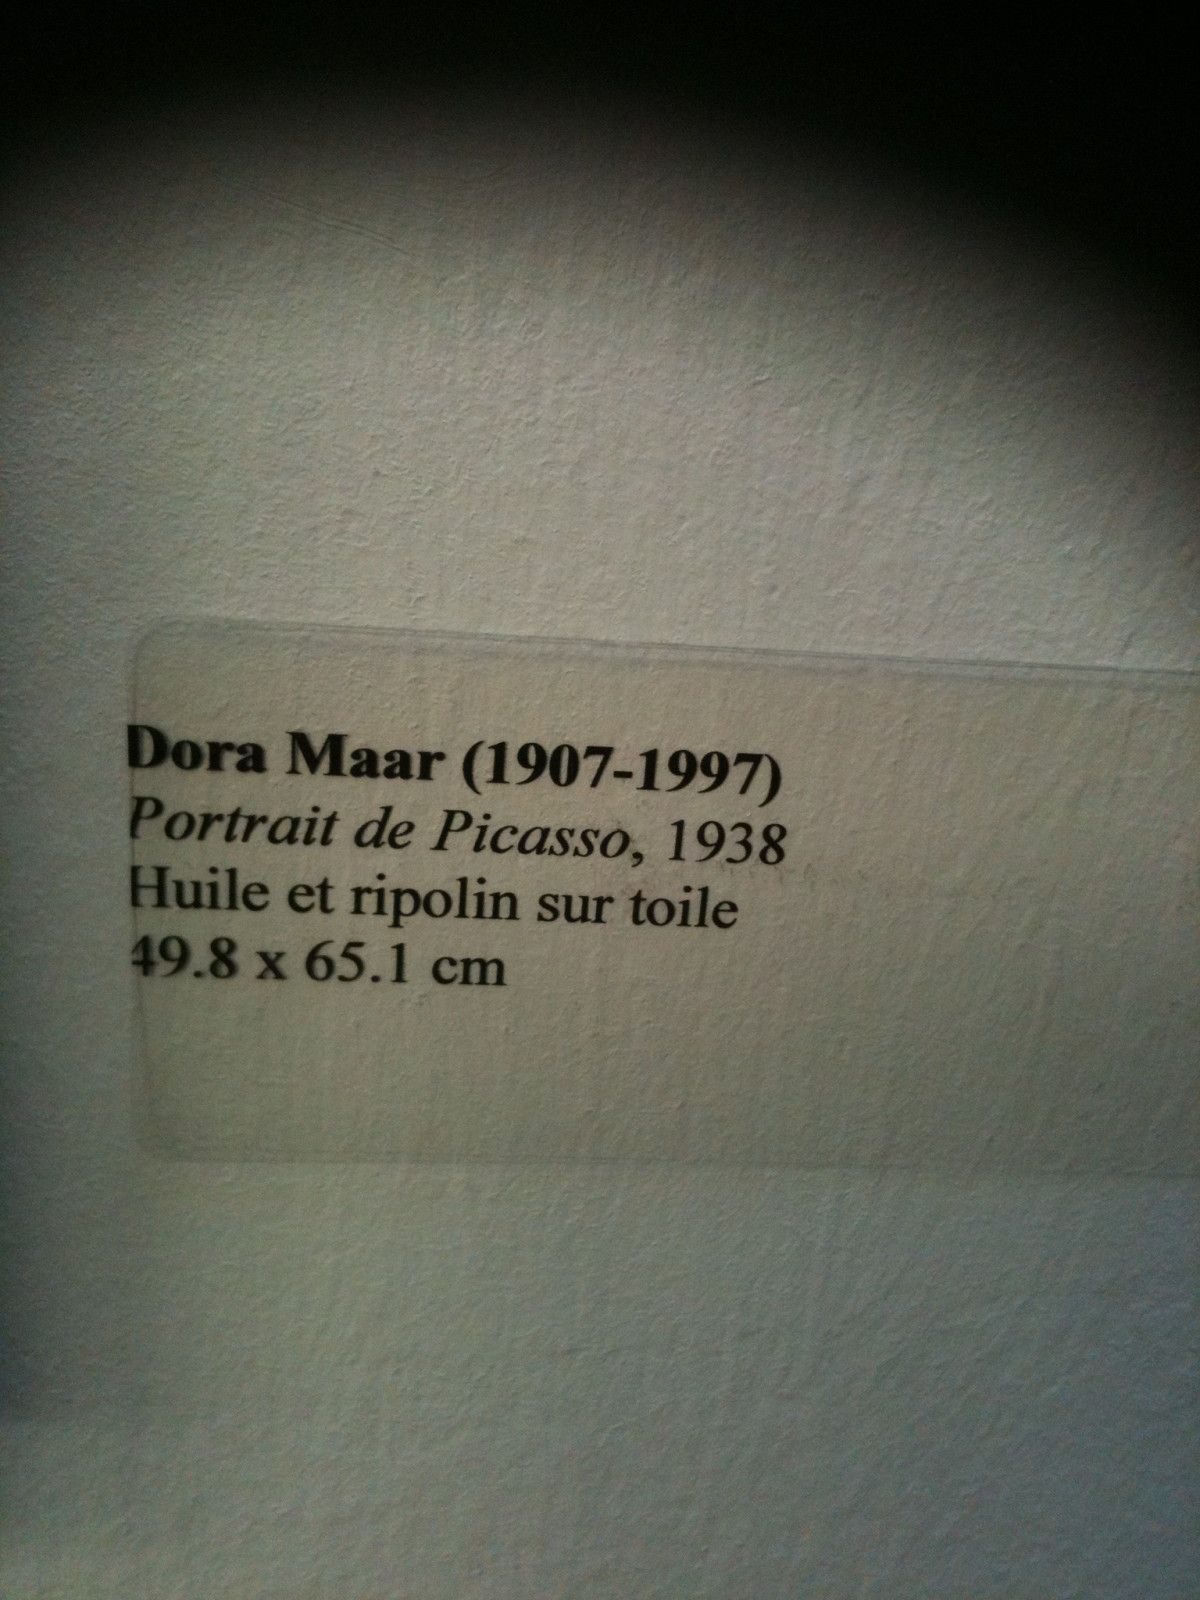 Dora Maar (1907-1997)
Portrait de Picasso, 1938
Huile et ripolin sur toile
49.8 x 65.1 cm